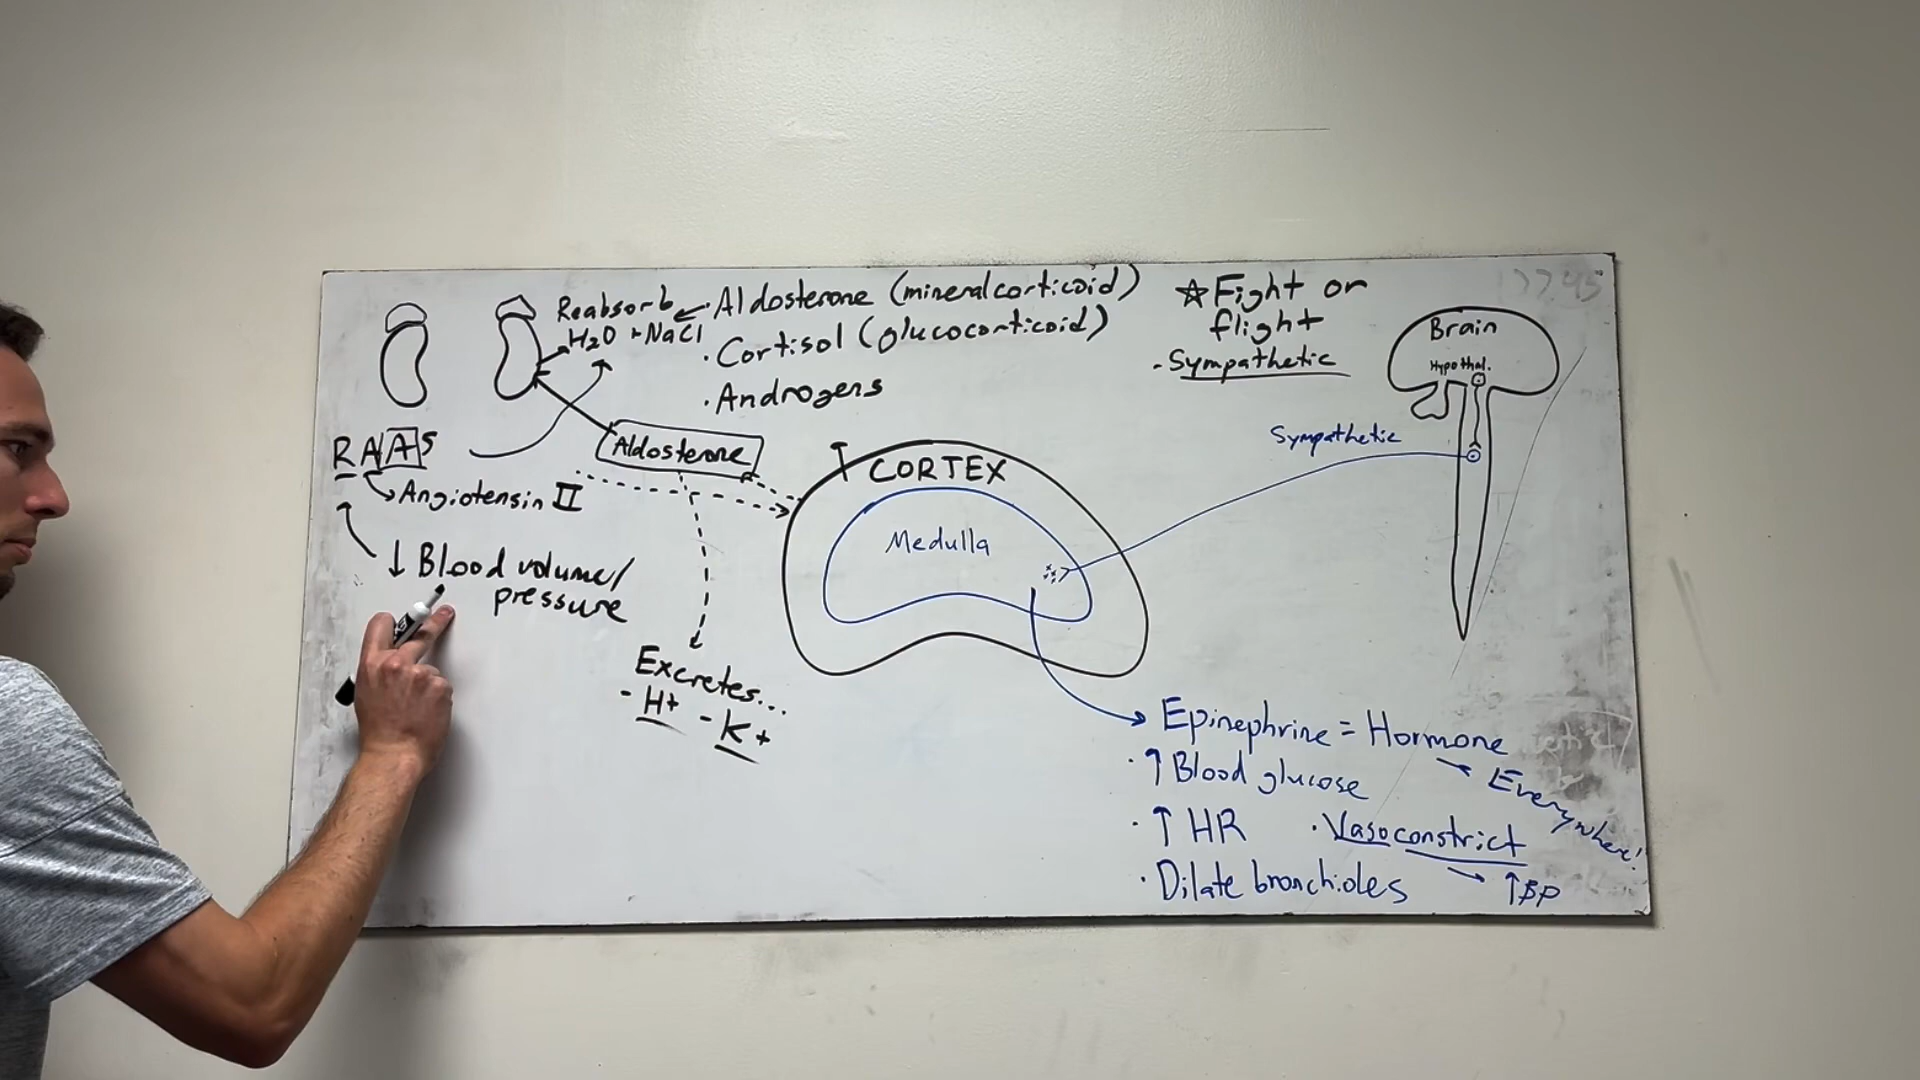 Reabsorb
H2O + NaCl
· Aldosterone (mineralcorticoid)
· Cortisol (glucocorticoid)
· Androgens
RAAS
Angiotensin II
↓ Blood volume/
pressure
Aldosterone
Excretes...
- H+ - K+
CORTEX
Medulla
☆ Fight or
flight
- Sympathetic
Brain
Hypothal.
Sympathetic
Epinephrine = Hormone
→ Everywhere!
· ↑ Blood glucose
· ↑ HR
· Vasoconstrict
→ ↑BP
· Dilate bronchioles